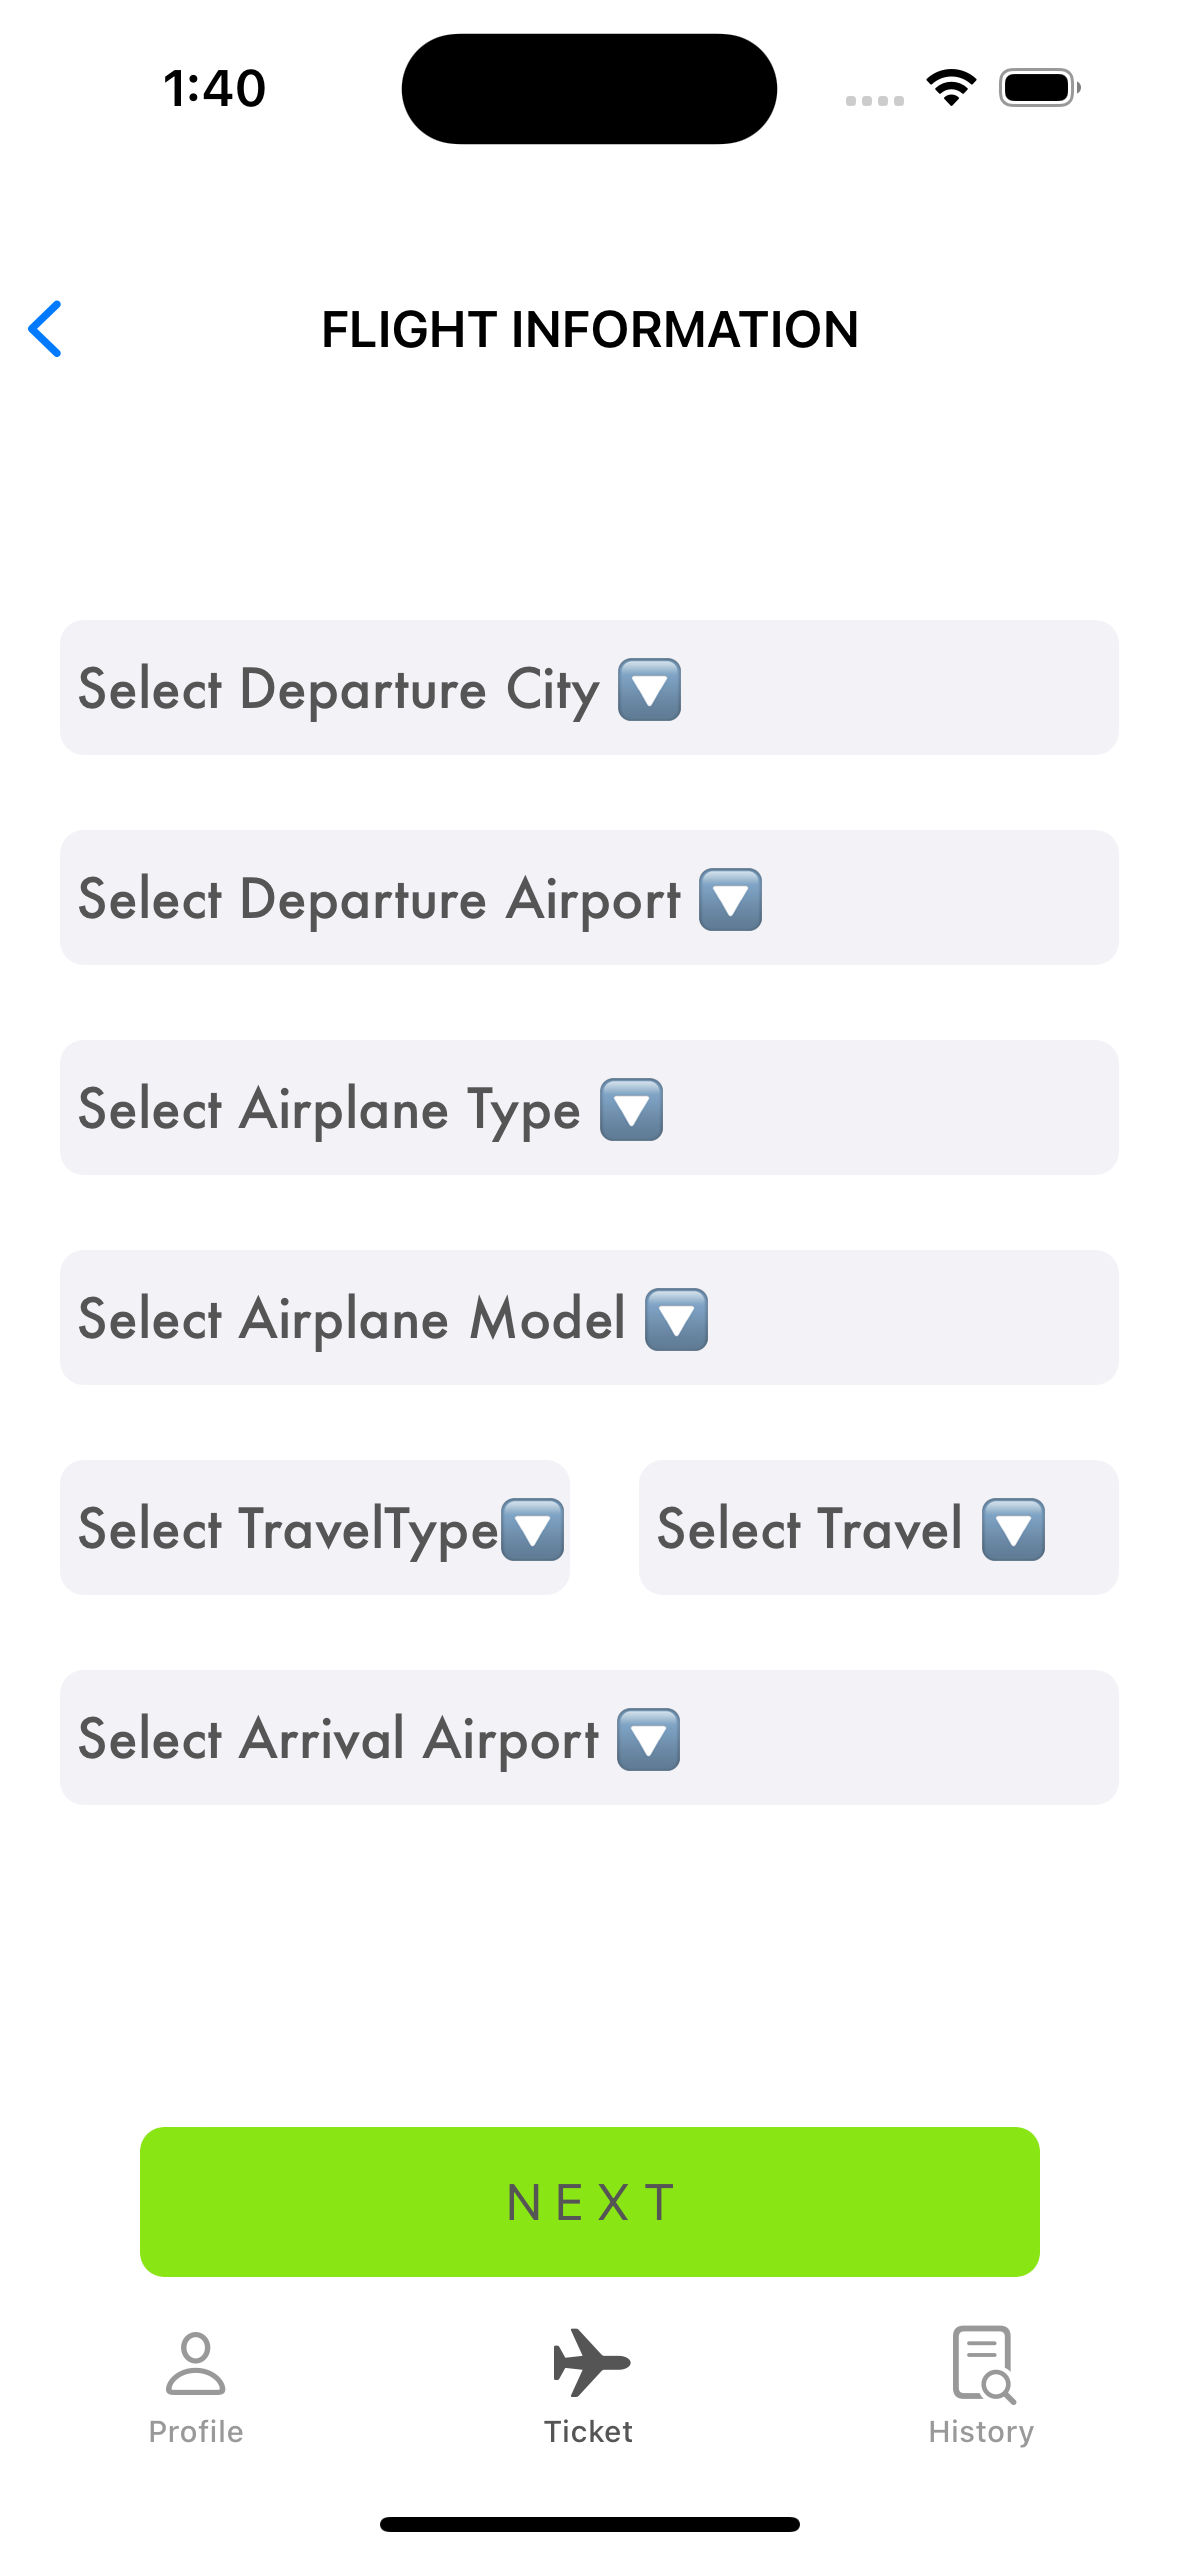 1:40
FLIGHT INFORMATION
Select Departure City 🔽
Select Departure Airport 🔽
Select Airplane Type 🔽
Select Airplane Model 🔽
Select TravelType🔽
Select Travel 🔽
Select Arrival Airport 🔽
NEXT
Profile
Ticket
History